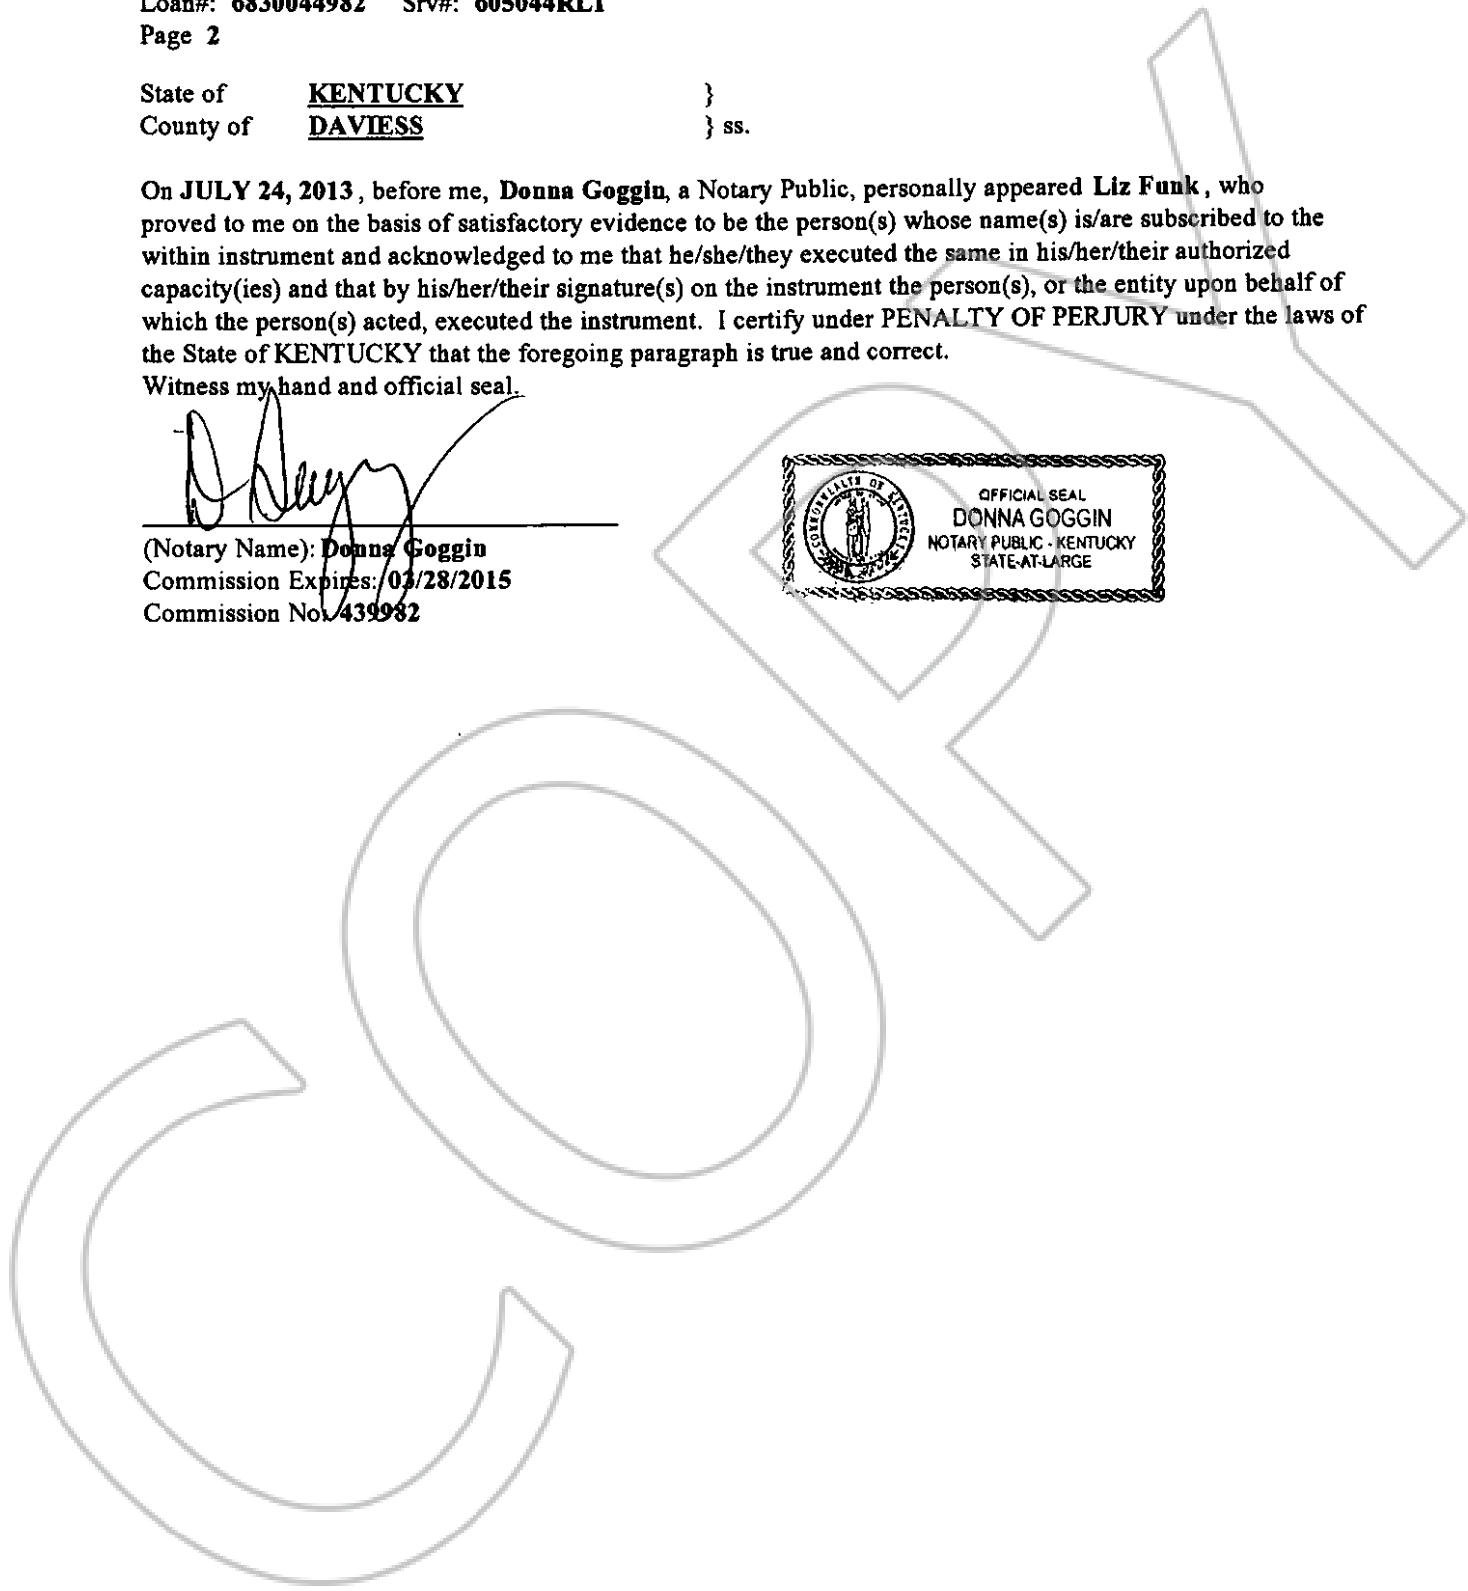 Loan#: 6830044982 Srv#: 605044RL1
Page 2
State of KENTUCKY }
County of DAVIESS } ss.
On JULY 24, 2013 , before me, Donna Goggin, a Notary Public, personally appeared Liz Funk , who
proved to me on the basis of satisfactory evidence to be the person(s) whose name(s) is/are subscribed to the
within instrument and acknowledged to me that he/she/they executed the same in his/her/their authorized
capacity(ies) and that by his/her/their signature(s) on the instrument the person(s), or the entity upon behalf of
which the person(s) acted, executed the instrument. I certify under PENALTY OF PERJURY under the laws of
the State of KENTUCKY that the foregoing paragraph is true and correct.
Witness my hand and official seal.
(Notary Name): Donna Goggin
Commission Expires: 03/28/2015
Commission No: 439982
COMMONWEALTH OF KENTUCKY
OFFICIAL SEAL
DONNA GOGGIN
NOTARY PUBLIC - KENTUCKY
STATE-AT-LARGE
COPY